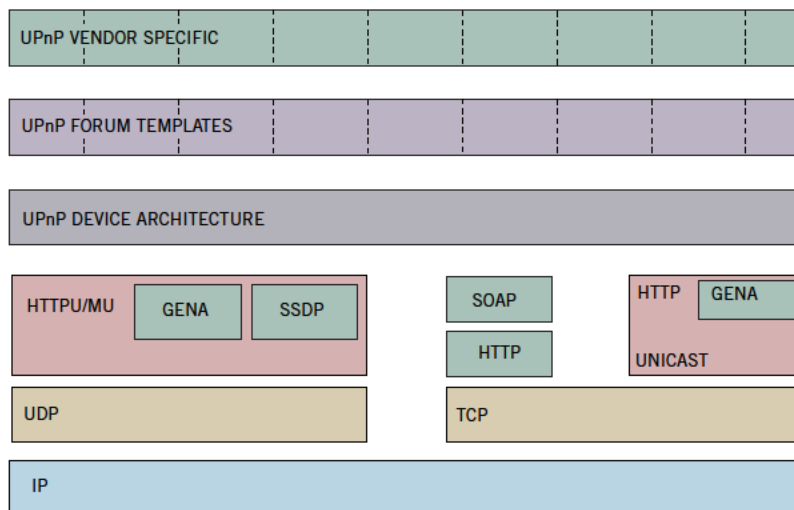 UPnP VENDOR SPECIFIC
UPnP FORUM TEMPLATES
UPnP DEVICE ARCHITECTURE
HTTPU/MU
GENA
SSDP
SOAP
HTTP
HTTP
GENA
UNICAST
UDP
TCP
IP